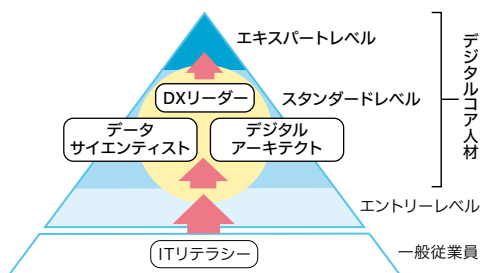 エキスパートレベル
DXリーダー
スタンダードレベル
データ
サイエンティスト
デジタル
アーキテクト
デジタルコア人材
エントリーレベル
ITリテラシー
一般従業員